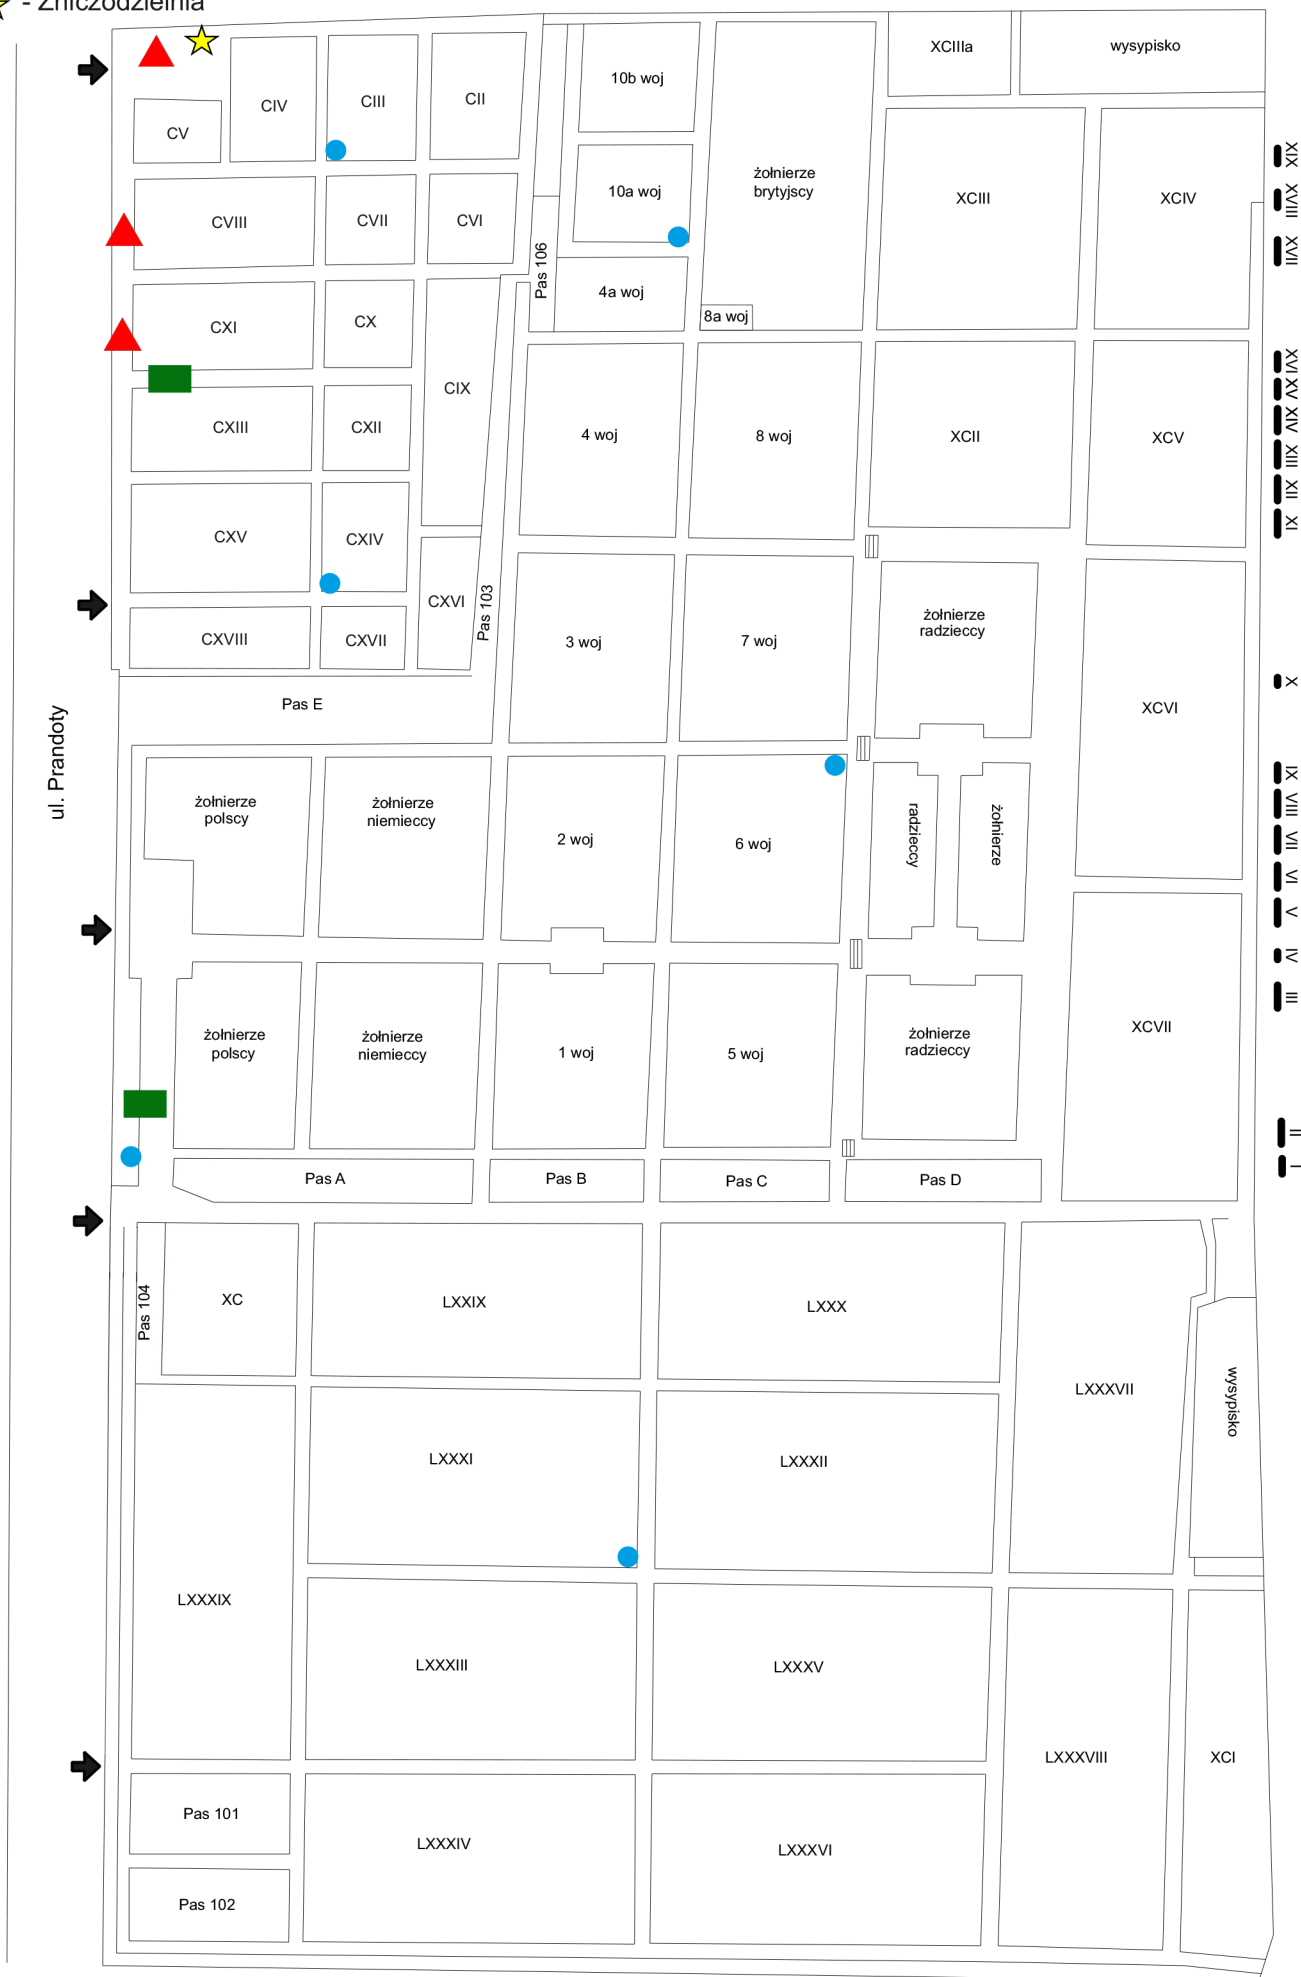 - Zniczodzielnia
XCIIIa
wysypisko
10b woj
CIV
CIII
CII
CV
żołnierze
brytyjscy
10a woj
XCIII
XCIV
XIX
XVIII
XVII
CVIII
CVII
CVI
Pas 106
4a woj
8a woj
CXI
CX
CIX
XVI
XV
XIV
XIII
XII
XI
CXIII
CXII
4 woj
8 woj
XCII
XCV
CXV
CXIV
CXVI
Pas 103
CXVIII
CXVII
3 woj
7 woj
żołnierze
radzieccy
X
Pas E
XCVI
ul. Prandoty
żołnierze
polscy
żołnierze
niemieccy
2 woj
6 woj
radzieccy
żołnierze
IX
VIII
VII
VI
V
IV
III
żołnierze
polscy
żołnierze
niemieccy
1 woj
5 woj
żołnierze
radzieccy
XCVII
II
I
Pas A
Pas B
Pas C
Pas D
Pas 104
XC
LXXIX
LXXX
LXXXVII
wysypisko
LXXXI
LXXXII
LXXXIX
LXXXIII
LXXXV
LXXXVIII
XCI
Pas 101
LXXXIV
LXXXVI
Pas 102